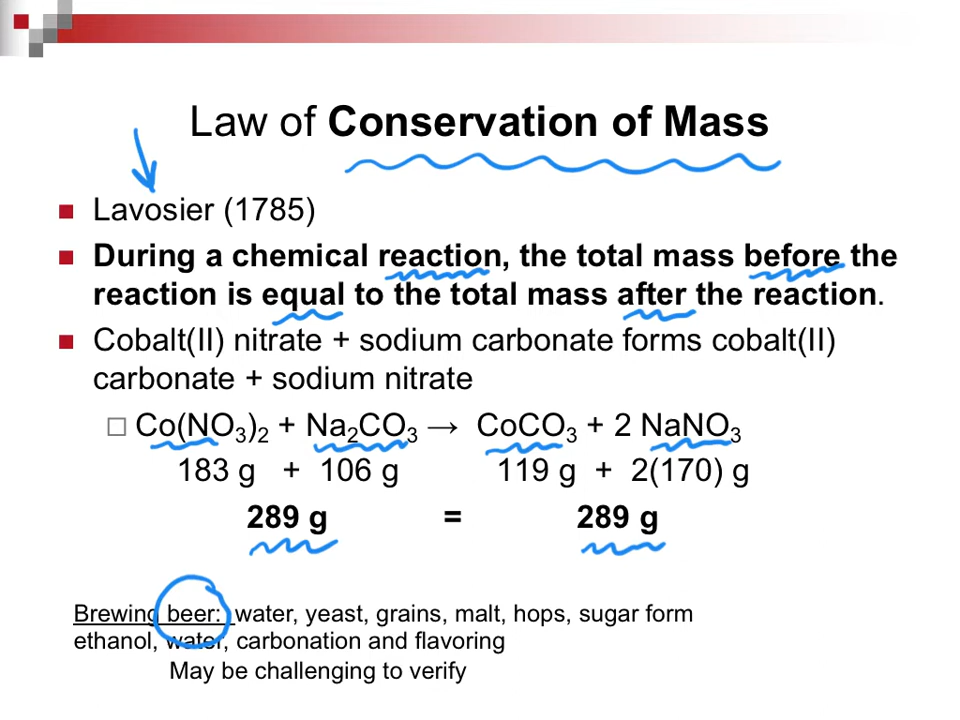 Law of Conservation of Mass
Lavosier (1785)
During a chemical reaction, the total mass before the
reaction is equal to the total mass after the reaction.
Cobalt(II) nitrate + sodium carbonate forms cobalt(II)
carbonate + sodium nitrate
Co(NO₃)₂ + Na₂CO₃ → CoCO₃ + 2 NaNO₃
183 g + 106 g 119 g + 2(170) g
289 g = 289 g
Brewing beer: water, yeast, grains, malt, hops, sugar form
ethanol, water, carbonation and flavoring
May be challenging to verify